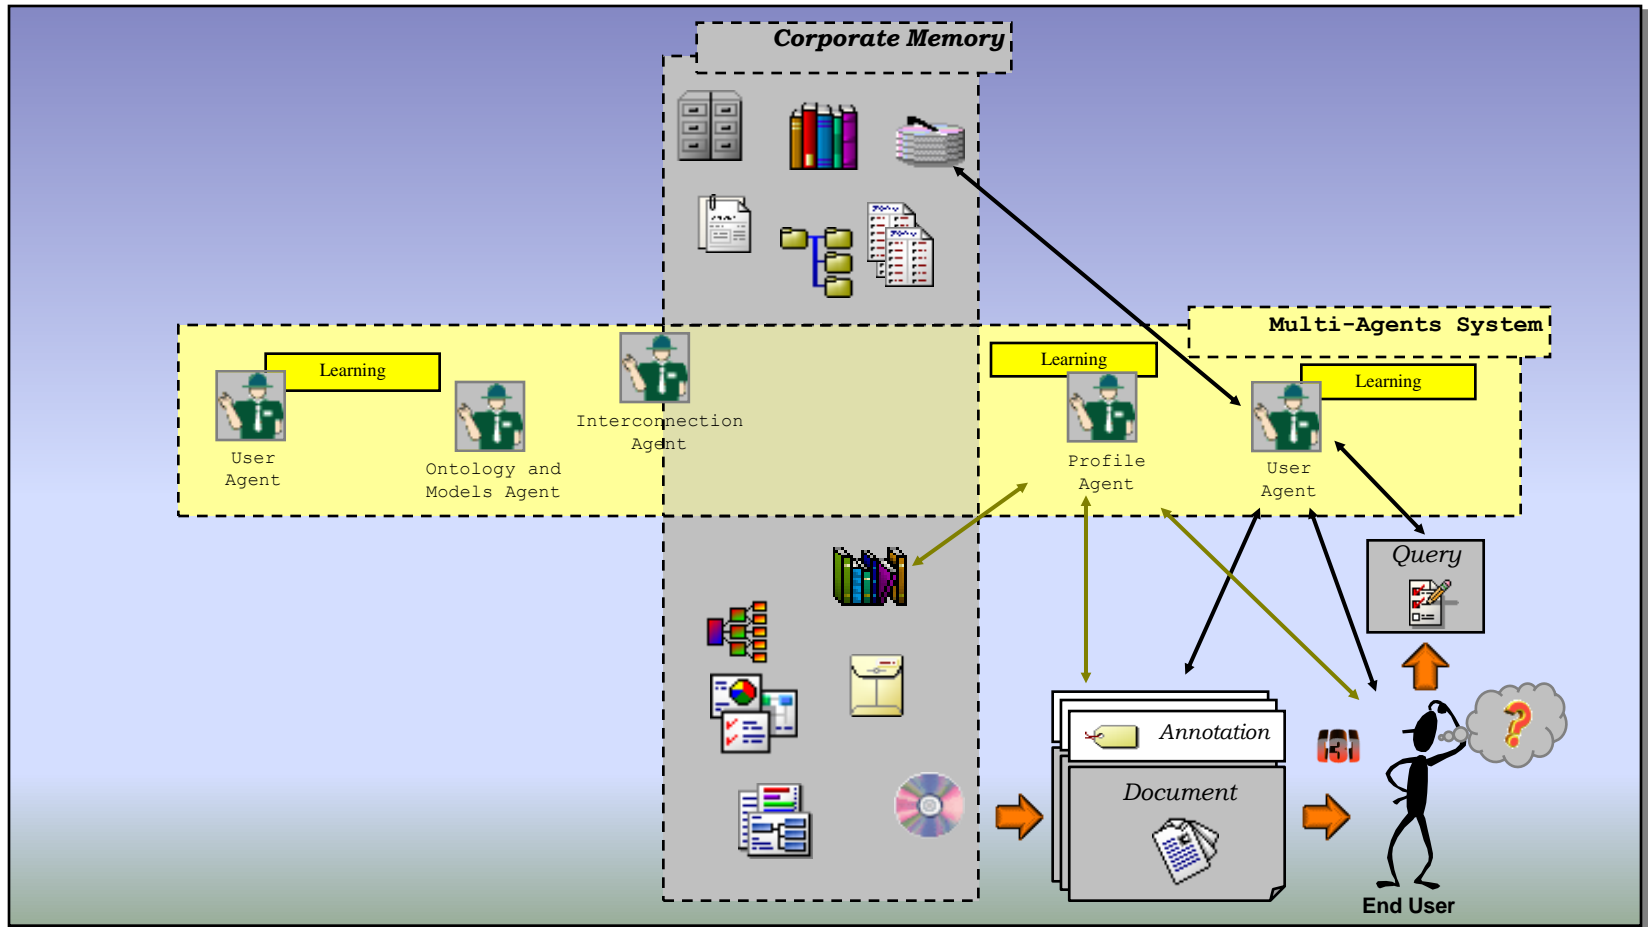 Corporate Memory
Multi-Agents System
Learning
Learning
Learning
Interconnection
Agent
User
Agent
Ontology and
Models Agent
Profile
Agent
User
Agent
Query
Annotation
(3)
Document
End User